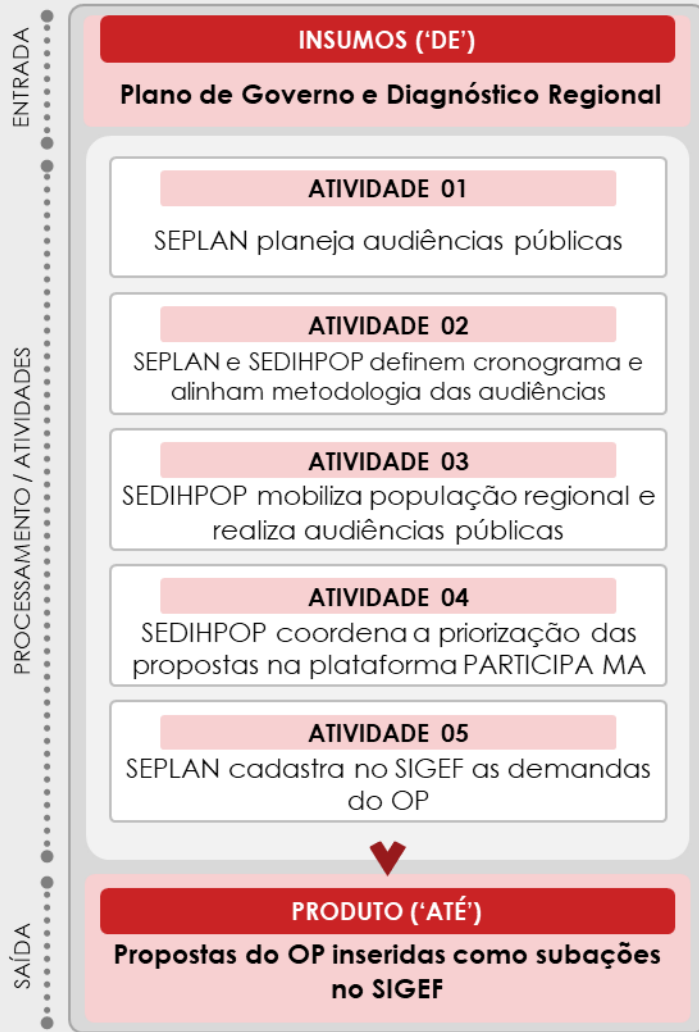 ENTRADA
INSUMOS (‘DE’)
Plano de Governo e Diagnóstico Regional
PROCESSAMENTO / ATIVIDADES
ATIVIDADE 01
SEPLAN planeja audiências públicas
ATIVIDADE 02
SEPLAN e SEDIHPOP definem cronograma e
alinham metodologia das audiências
ATIVIDADE 03
SEDIHPOP mobiliza população regional e
realiza audiências públicas
ATIVIDADE 04
SEDIHPOP coordena a priorização das
propostas na plataforma PARTICIPA MA
ATIVIDADE 05
SEPLAN cadastra no SIGEF as demandas
do OP
SAÍDA
PRODUTO (‘ATÉ’)
Propostas do OP inseridas como subações
no SIGEF